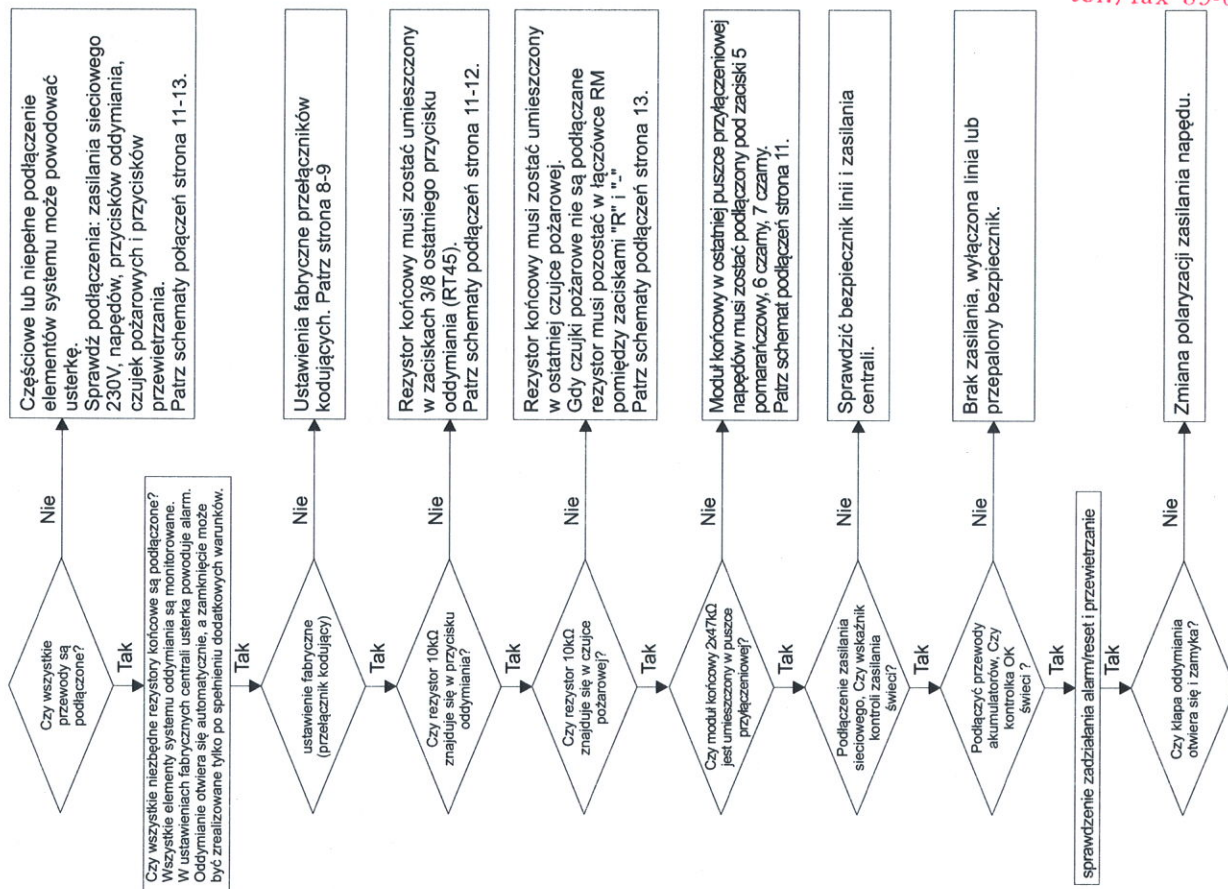 Czy wszystkie
przewody są
podłączone?
Nie
Częściowe lub niepełne podłączenie
elementów systemu może powodować
usterkę.
Sprawdź podłączenia: zasilania sieciowego
230V, napędów, przycisków oddymiania,
czujek pożarowych i przycisków
przewietrzania.
Patrz schematy połączeń strona 11-13.
Tak
Czy wszystkie niezbędne rezystory końcowe są podłączone?
Wszystkie elementy systemu oddymiania są monitorowane.
W ustawieniach fabrycznych centrali usterka powoduje alarm.
Oddymianie otwiera się automatycznie, a zamknięcie może
być zrealizowane tylko po spełnieniu dodatkowych warunków.
Tak
ustawienie fabryczne
(przełącznik kodujący)
Nie
Ustawienia fabryczne przełączników
kodujących. Patrz strona 8-9
Tak
Czy rezystor 10kΩ
znajduje się w przycisku
oddymiania?
Nie
Rezystor końcowy musi zostać umieszczony
w zaciskach 3/8 ostatniego przycisku
oddymiania (RT45).
Patrz schematy podłączeń strona 11-12.
Tak
Czy rezystor 10kΩ
znajduje się w czujce
pożarowej?
Nie
Rezystor końcowy musi zostać umieszczony
w ostatniej czujce pożarowej.
Gdy czujki pożarowe nie są podłączane
rezystor musi pozostać w łączówce RM
pomiędzy zaciskami "R" i "-"
Patrz schematy podłączeń strona 13.
Tak
Czy moduł końcowy 2x47kΩ
jest umieszczony w puszce
przyłączeniowej?
Nie
Moduł końcowy w ostatniej puszce przyłączeniowej
napędów musi zostać podłączony pod zaciski 5
pomarańczowy, 6 czarny, 7 czarny.
Patrz schemat podłączeń strona 11.
Tak
Podłączenie zasilania
sieciowego, Czy wskaźnik
kontroli zasilania
świeci?
Nie
Sprawdzić bezpiecznik linii i zasilania
centrali.
Tak
Podłączyć przewody
akumulatorów, Czy
kontrolka OK
świeci ?
Nie
Brak zasilania, wyłączona linia lub
przepalony bezpiecznik.
Tak
sprawdzenie zadziałania alarm/reset i przewietrzanie
Tak
Czy klapa oddymiania
otwiera się i zamyka?
Nie
Zmiana polaryzacji zasilania napędu.